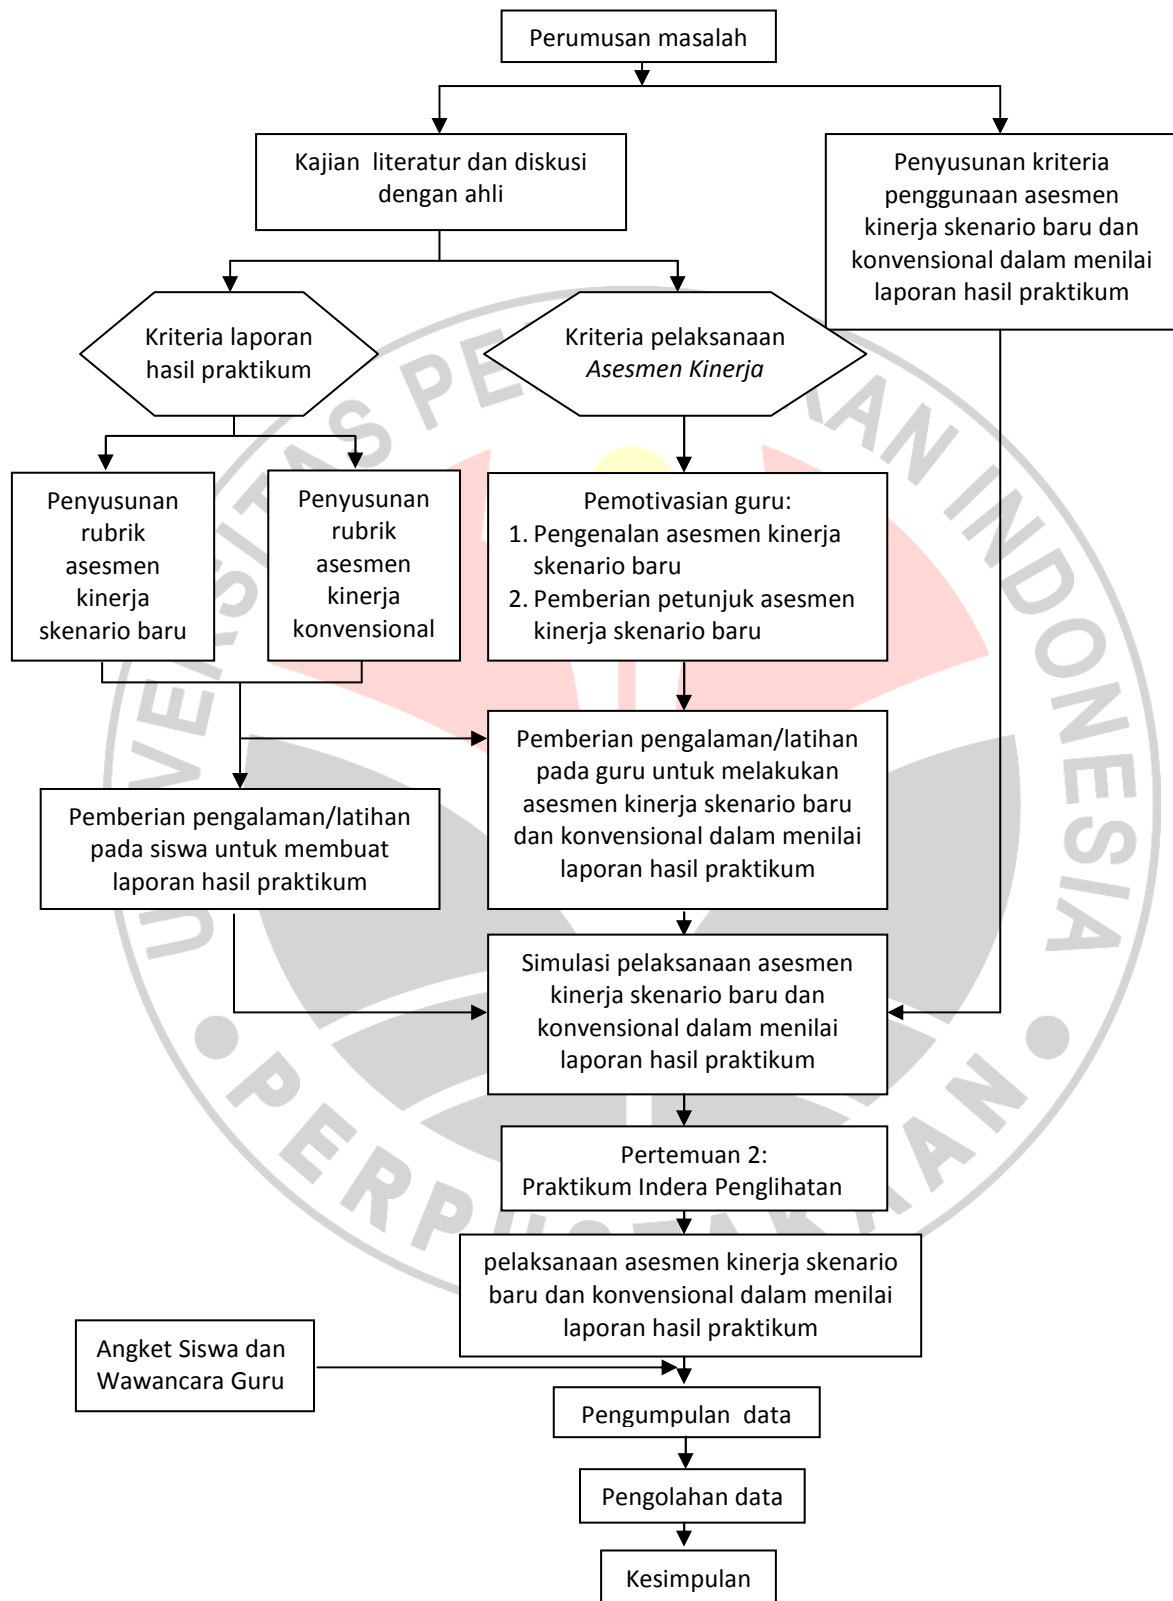 Perumusan masalah
Kajian literatur dan diskusi
dengan ahli
Penyusunan kriteria
penggunaan asesmen
kinerja skenario baru dan
konvensional dalam menilai
laporan hasil praktikum
Kriteria laporan
hasil praktikum
Kriteria pelaksanaan
Asesmen Kinerja
Penyusunan
rubrik
asesmen
kinerja
skenario baru
Penyusunan
rubrik
asesmen
kinerja
konvensional
Pemotivasian guru:
1. Pengenalan asesmen kinerja
skenario baru
2. Pemberian petunjuk asesmen
kinerja skenario baru
Pemberian pengalaman/latihan
pada siswa untuk membuat
laporan hasil praktikum
Pemberian pengalaman/latihan
pada guru untuk melakukan
asesmen kinerja skenario baru
dan konvensional dalam menilai
laporan hasil praktikum
Simulasi pelaksanaan asesmen
kinerja skenario baru dan
konvensional dalam menilai
laporan hasil praktikum
Pertemuan 2:
Praktikum Indera Penglihatan
pelaksanaan asesmen kinerja skenario
baru dan konvensional dalam menilai
laporan hasil praktikum
Angket Siswa dan
Wawancara Guru
Pengumpulan data
Pengolahan data
Kesimpulan
INDONESIA